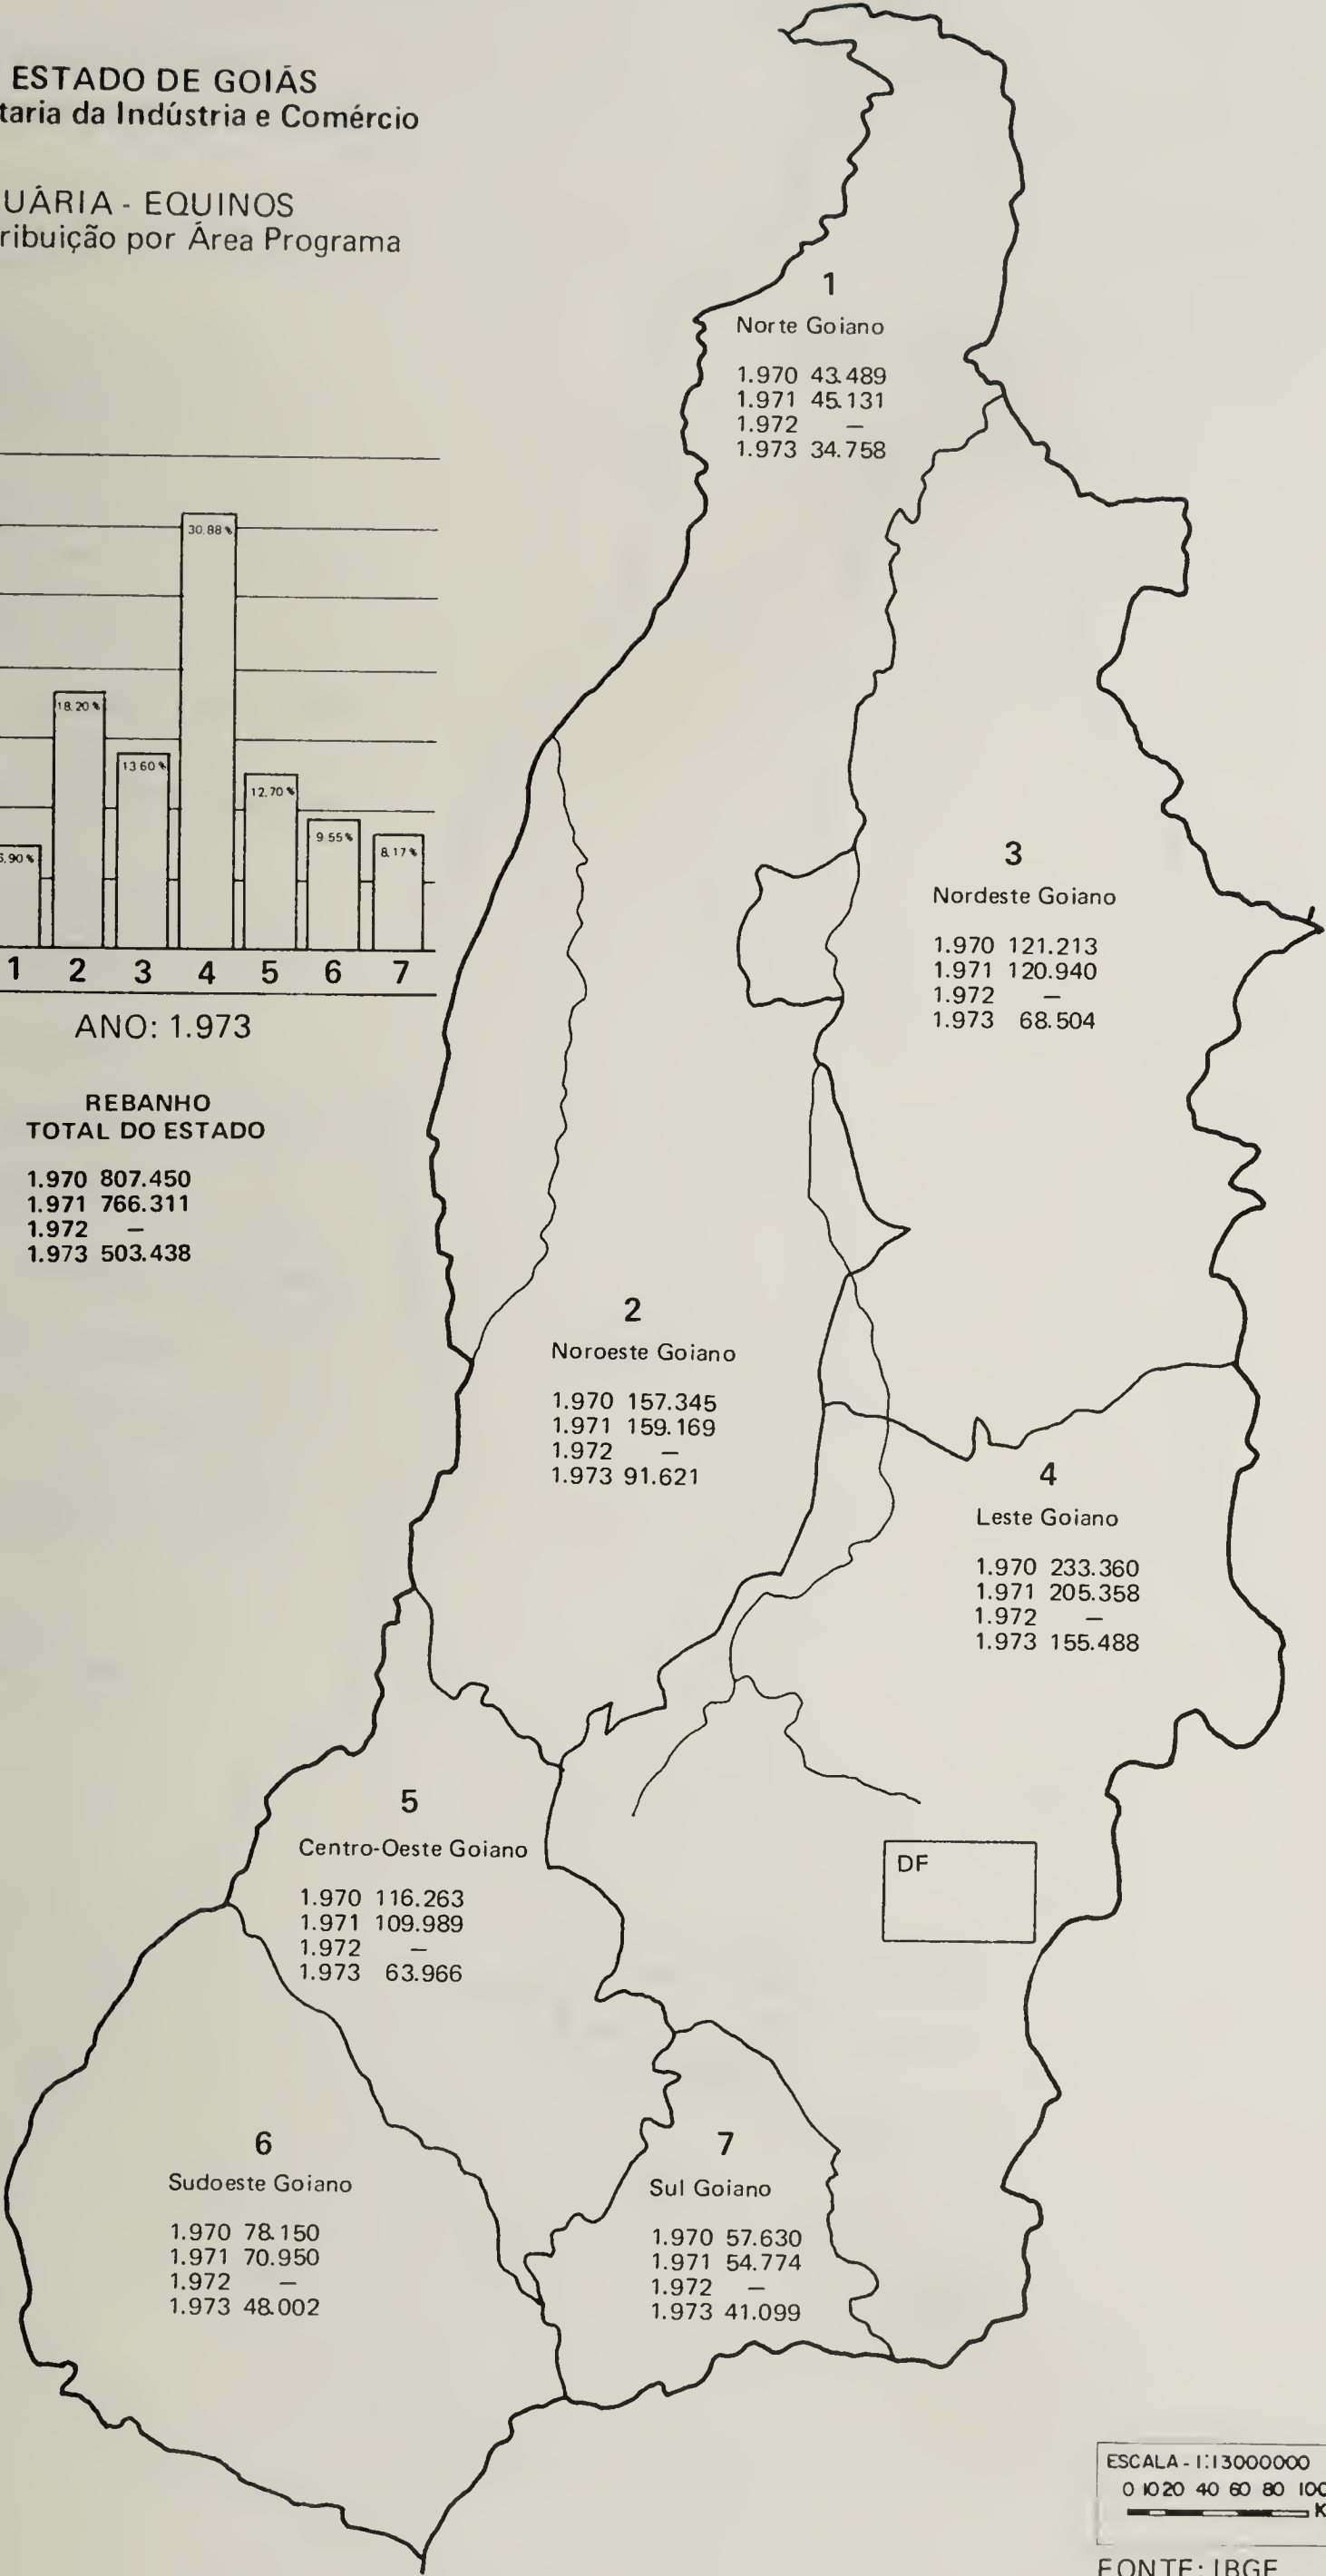 ESTADO DE GOIÁS
taria da Indústria e Comércio
UÁRIA - EQUINOS
ribuição por Área Programa
1
Norte Goiano
1.970 43.489
1.971 45.131
1.972 –
1.973 34.758
30.88%
18.20%
13 60%
12.70%
9 55%
8.17%
6,90%
1 2 3 4 5 6 7
ANO: 1.973
REBANHO
TOTAL DO ESTADO
1.970 807.450
1.971 766.311
1.972 –
1.973 503.438
3
Nordeste Goiano
1.970 121.213
1.971 120.940
1.972 –
1.973 68.504
2
Noroeste Goiano
1.970 157.345
1.971 159.169
1.972 –
1.973 91.621
4
Leste Goiano
1.970 233.360
1.971 205.358
1.972 –
1.973 155.488
5
Centro-Oeste Goiano
1.970 116.263
1.971 109.989
1.972 –
1.973 63.966
DF
6
Sudoeste Goiano
1.970 78.150
1.971 70.950
1.972 –
1.973 48.002
7
Sul Goiano
1.970 57.630
1.971 54.774
1.972 –
1.973 41.099
ESCALA - 1:13000000
0 10 20 40 60 80 100
K
FONTE: IBGE